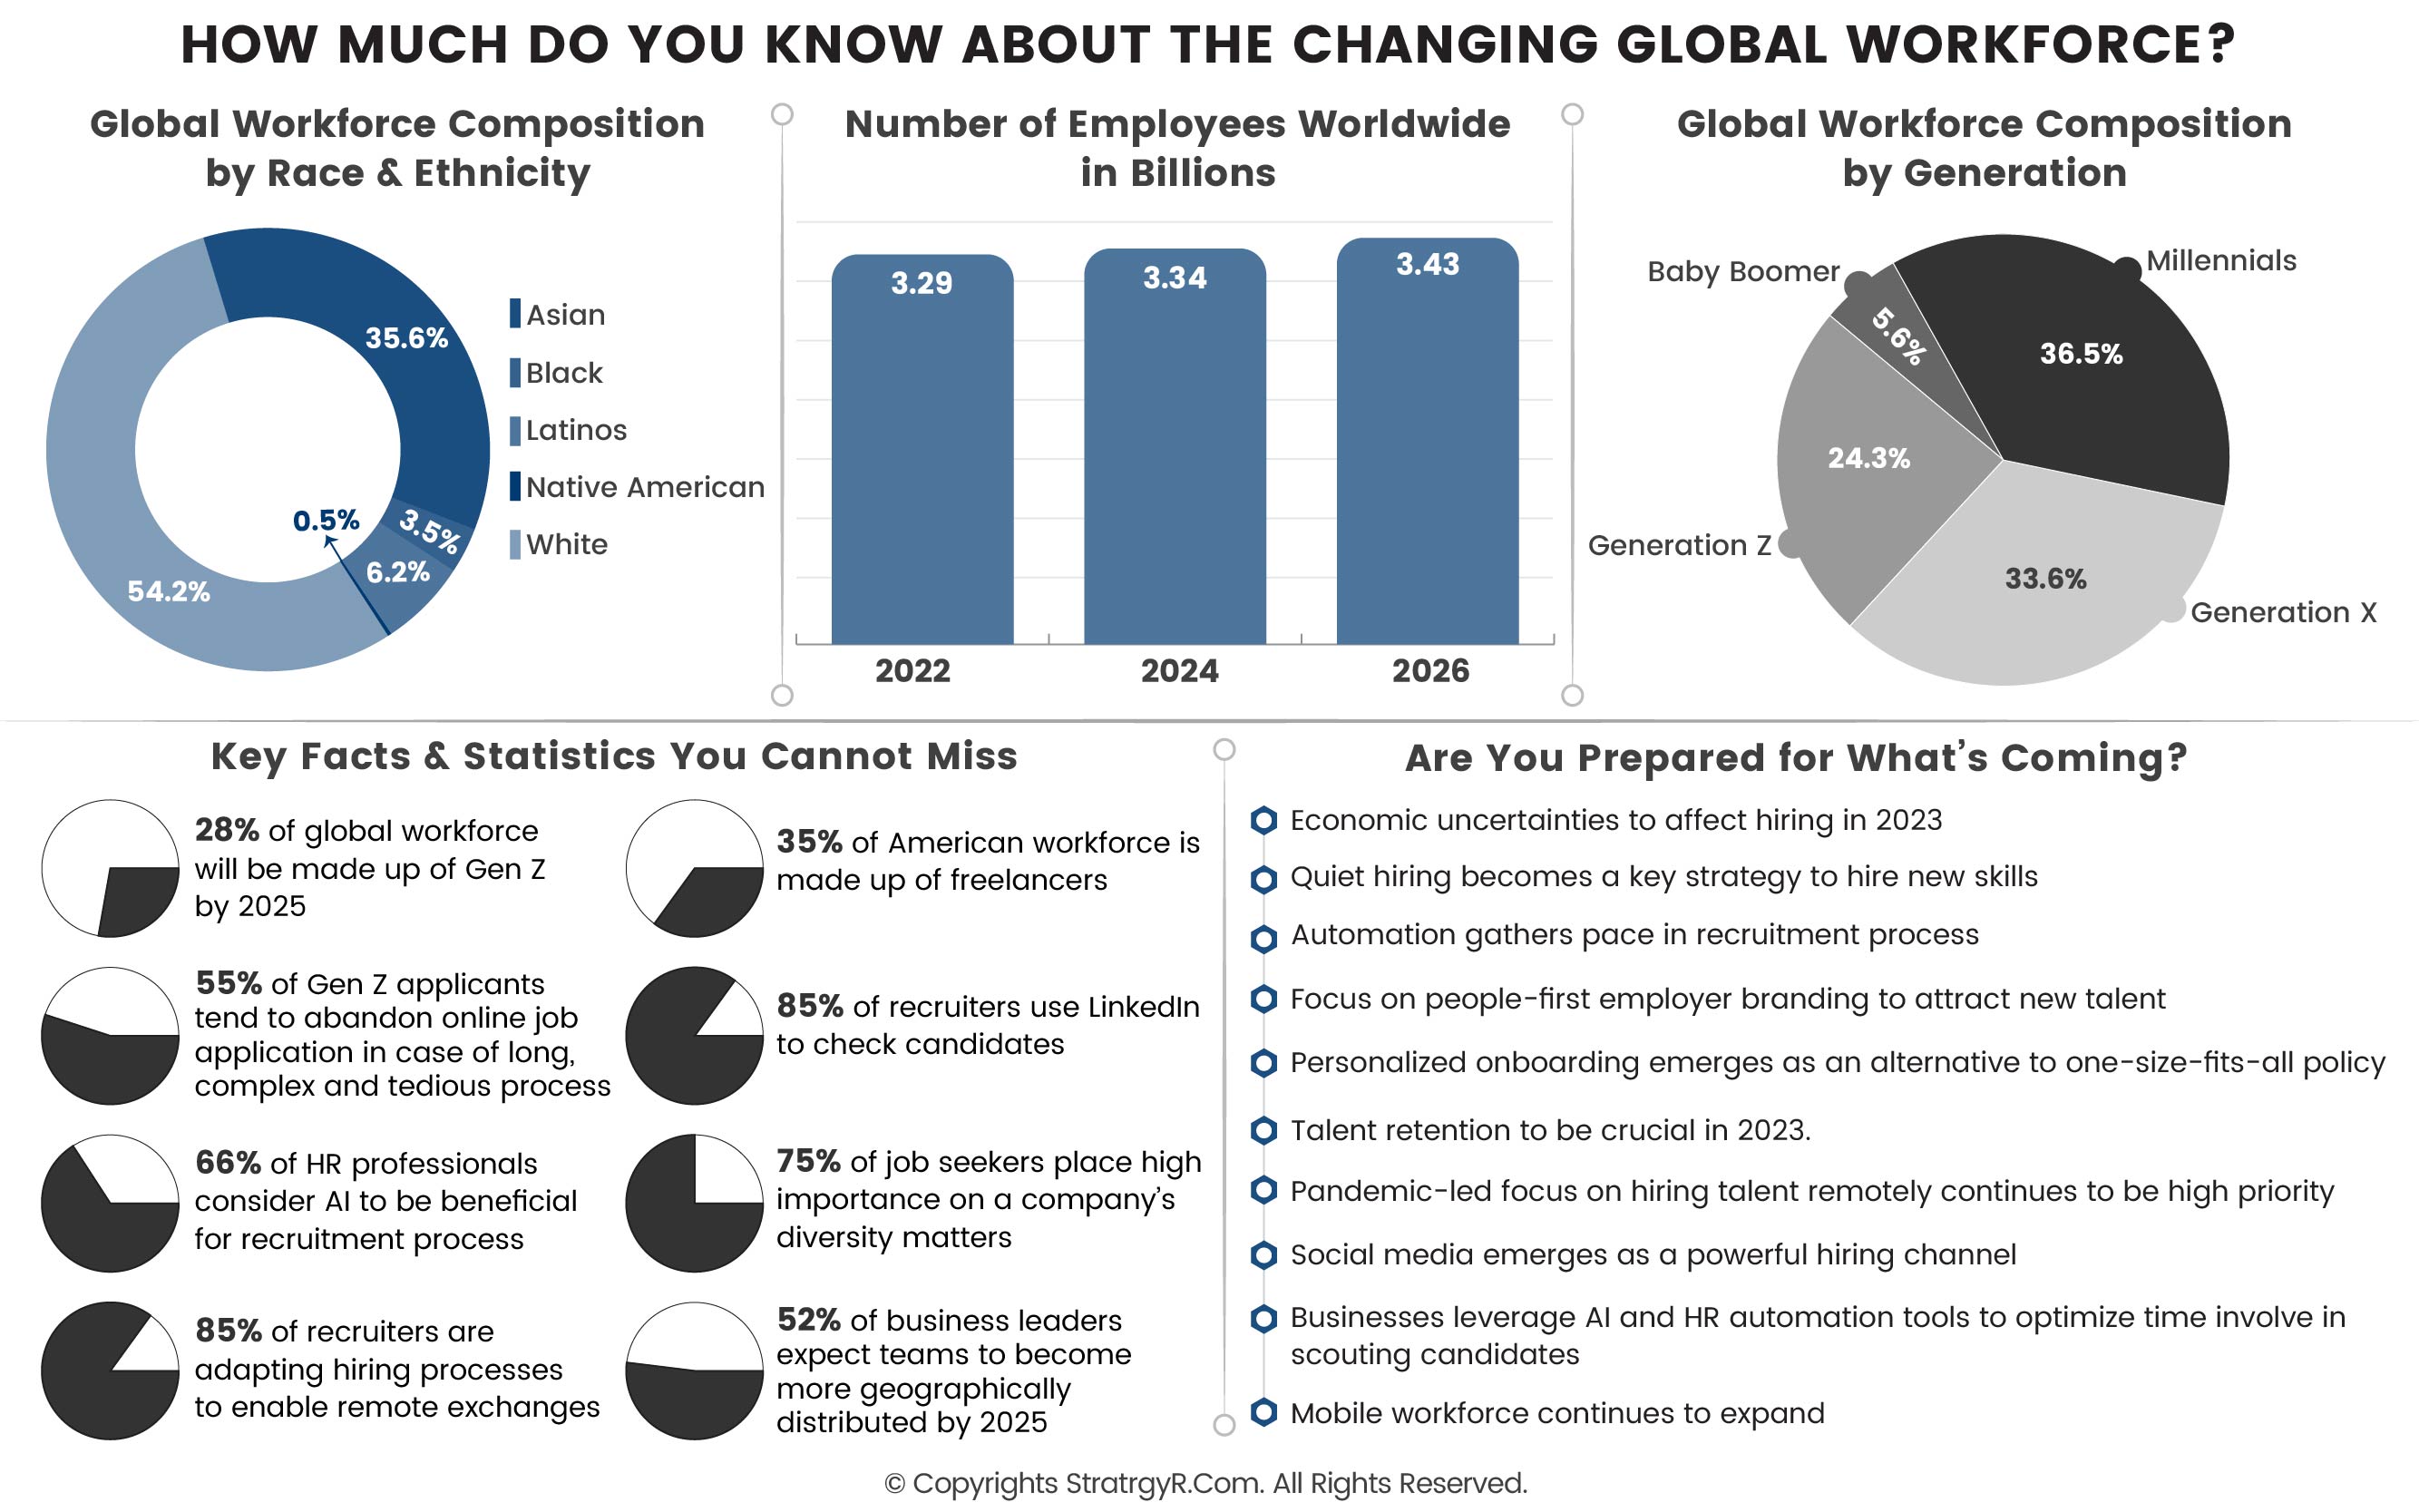 HOW MUCH DO YOU KNOW ABOUT THE CHANGING GLOBAL WORKFORCE?
Global Workforce Composition
by Race & Ethnicity
35.6%
3.5%
6.2%
0.5%
54.2%
Asian
Black
Latinos
Native American
White
Number of Employees Worldwide
in Billions
3.29
3.34
3.43
2022
2024
2026
Global Workforce Composition
by Generation
Baby Boomer
Millennials
5.6%
36.5%
24.3%
Generation Z
33.6%
Generation X
Key Facts & Statistics You Cannot Miss
28% of global workforce
will be made up of Gen Z
by 2025
55% of Gen Z applicants
tend to abandon online job
application in case of long,
complex and tedious process
66% of HR professionals
consider AI to be beneficial
for recruitment process
85% of recruiters are
adapting hiring processes
to enable remote exchanges
35% of American workforce is
made up of freelancers
85% of recruiters use LinkedIn
to check candidates
75% of job seekers place high
importance on a company's
diversity matters
52% of business leaders
expect teams to become
more geographically
distributed by 2025
Are You Prepared for What's Coming?
Economic uncertainties to affect hiring in 2023
Quiet hiring becomes a key strategy to hire new skills
Automation gathers pace in recruitment process
Focus on people-first employer branding to attract new talent
Personalized onboarding emerges as an alternative to one-size-fits-all policy
Talent retention to be crucial in 2023.
Pandemic-led focus on hiring talent remotely continues to be high priority
Social media emerges as a powerful hiring channel
Businesses leverage AI and HR automation tools to optimize time involve in
scouting candidates
Mobile workforce continues to expand
© Copyrights StratrgyR.Com. All Rights Reserved.